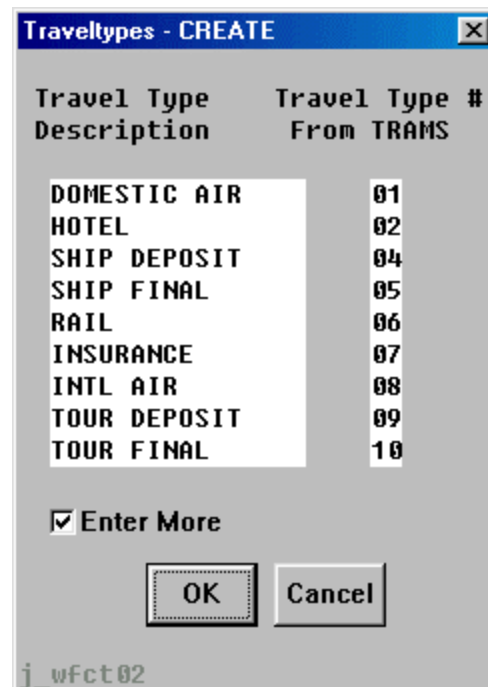 Traveltypes - CREATE
Travel Type Travel Type #
Description From TRAMS
DOMESTIC AIR 01
HOTEL 02
SHIP DEPOSIT 04
SHIP FINAL 05
RAIL 06
INSURANCE 07
INTL AIR 08
TOUR DEPOSIT 09
TOUR FINAL 10
Enter More
OK Cancel
j_wfct02